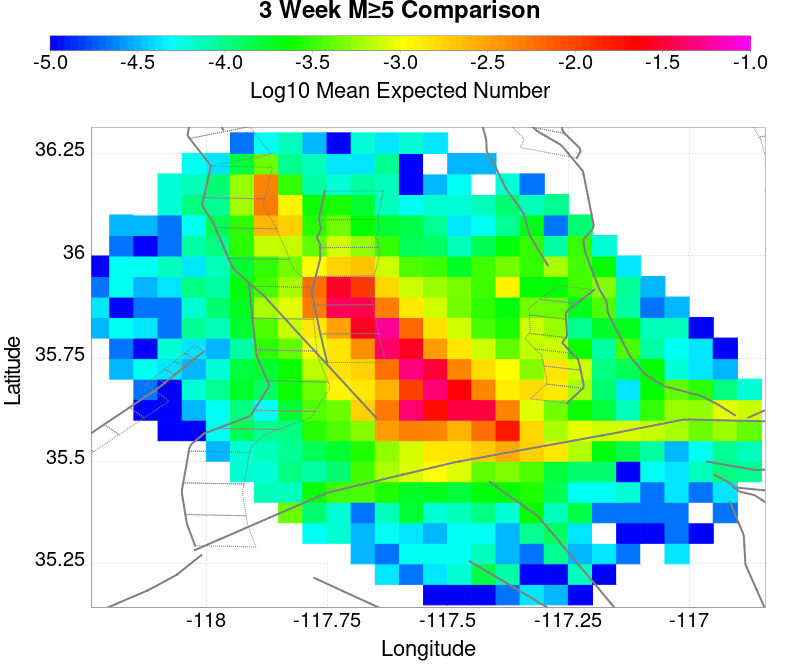 3 Week M≥5 Comparison
-5.0 -4.5 -4.0 -3.5 -3.0 -2.5 -2.0 -1.5 -1.0
Log10 Mean Expected Number
36.25
36
35.75
35.5
35.25
Latitude
-118 -117.75 -117.5 -117.25 -117
Longitude